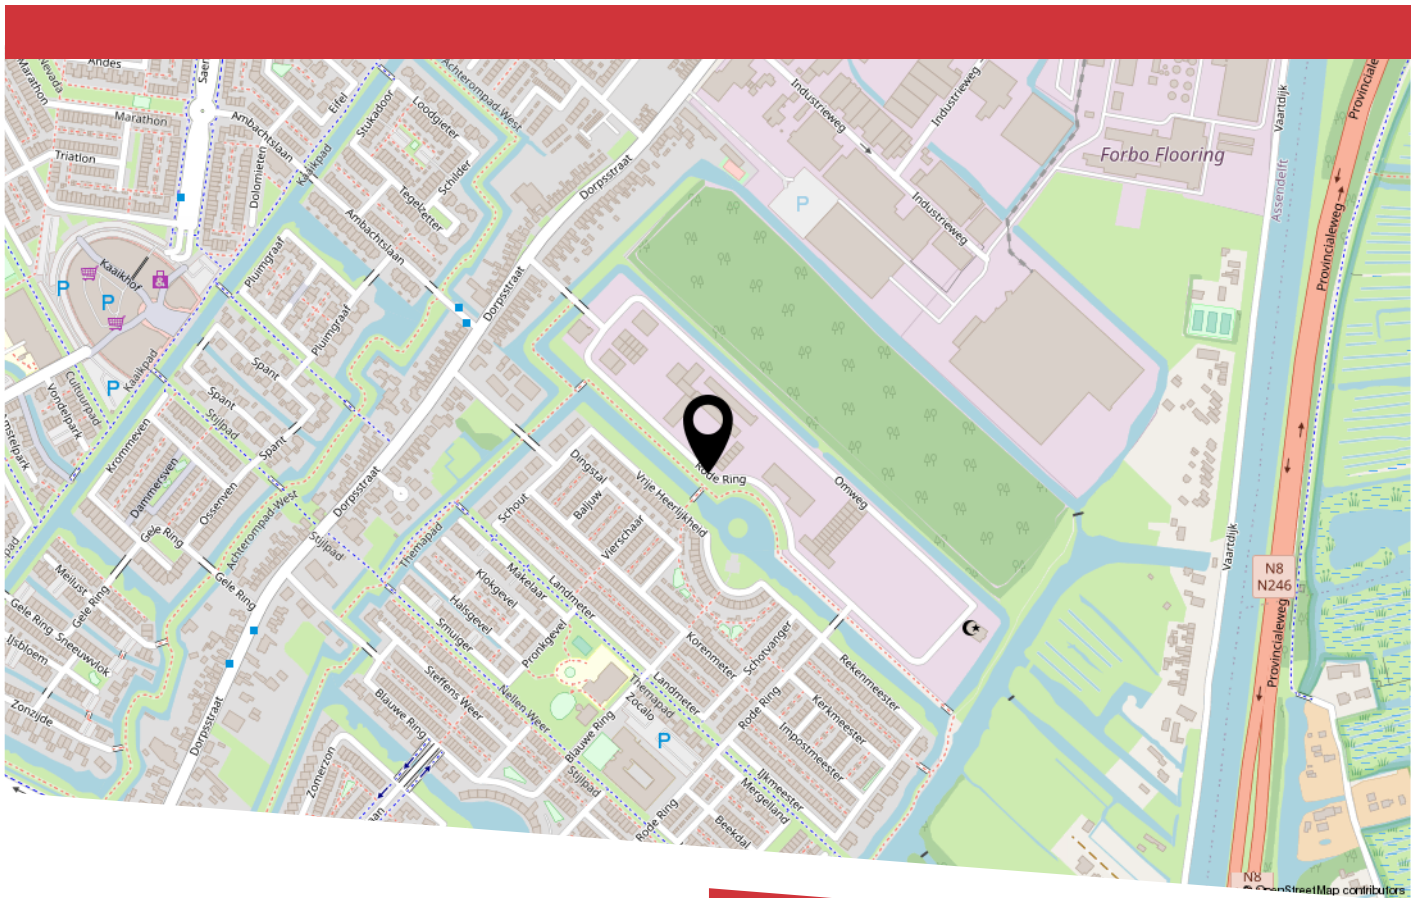 Andes
Nevada
Marathon
Marathon
Triatlon
Eifel
Stukadoor
Loodgieter
Achterompad-West
Ambachtslaan
Kaaikpad
Dolomieten
Schilder
Tegelzetter
Ambachtslaan
Dorpsstraat
Industrieweg
Industrieweg
Industrieweg
Forbo Flooring
Vaartdijk
Assendelft
Provincialeweg
Provincialeweg
P
Pluimgraaf
Pluimgraaf
Kaaikhof
P
P
P
Kaaikpad
Cultuurpad
Vondelpark
Dorpsstraat
Spant
Spant
Spant
Stijlpad
Krommeven
Dammersven
Ossenven
Gele Ring
Achterompad-West
Dorpsstraat
Stijlpad
Gele Ring
Gele Ring
Gele Ring
Meilust
Sneeuwvlok
IJsbloem
Zonzijde
Dorpsstraat
Themapad
Schout
Dingstal
Baljuw
Vierschaar
Vrije Heerlijkheid
Rode Ring
Omweg
Klokgevel
Halsgevel
Smuiger
Makelaar
Landmeter
Pronkgevel
Steffens Weer
Nellen Weer
Blauwe Ring
Blauwe Ring
Stijlpad
Zomerzon
Themapad
Zocalo
P
Landmeter
Korenmeter
Schotvanger
Rode Ring
Rekenmeester
Kerkmeester
Impostmeester
IJkmeester
Mergelland
Beekdal
Rode Ring
Vaartdijk
N8
N246
Provincialeweg
N8
© OpenStreetMap contributors